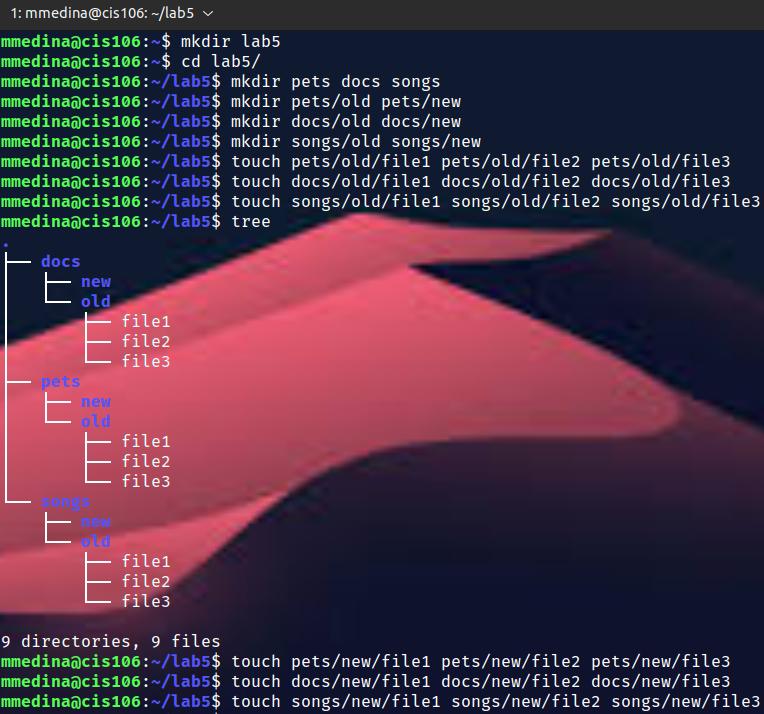 1: mmedina@cis106: ~/lab5
mmedina@cis106:~$ mkdir lab5
mmedina@cis106:~$ cd lab5/
mmedina@cis106:~/lab5$ mkdir pets docs songs
mmedina@cis106:~/lab5$ mkdir pets/old pets/new
mmedina@cis106:~/lab5$ mkdir docs/old docs/new
mmedina@cis106:~/lab5$ mkdir songs/old songs/new
mmedina@cis106:~/lab5$ touch pets/old/file1 pets/old/file2 pets/old/file3
mmedina@cis106:~/lab5$ touch docs/old/file1 docs/old/file2 docs/old/file3
mmedina@cis106:~/lab5$ touch songs/old/file1 songs/old/file2 songs/old/file3
mmedina@cis106:~/lab5$ tree
.
├── docs
│   ├── new
│   └── old
│       ├── file1
│       ├── file2
│       └── file3
├── pets
│   ├── new
│   └── old
│       ├── file1
│       ├── file2
│       └── file3
└── songs
    ├── new
    └── old
        ├── file1
        ├── file2
        └── file3
9 directories, 9 files
mmedina@cis106:~/lab5$ touch pets/new/file1 pets/new/file2 pets/new/file3
mmedina@cis106:~/lab5$ touch docs/new/file1 docs/new/file2 docs/new/file3
mmedina@cis106:~/lab5$ touch songs/new/file1 songs/new/file2 songs/new/file3